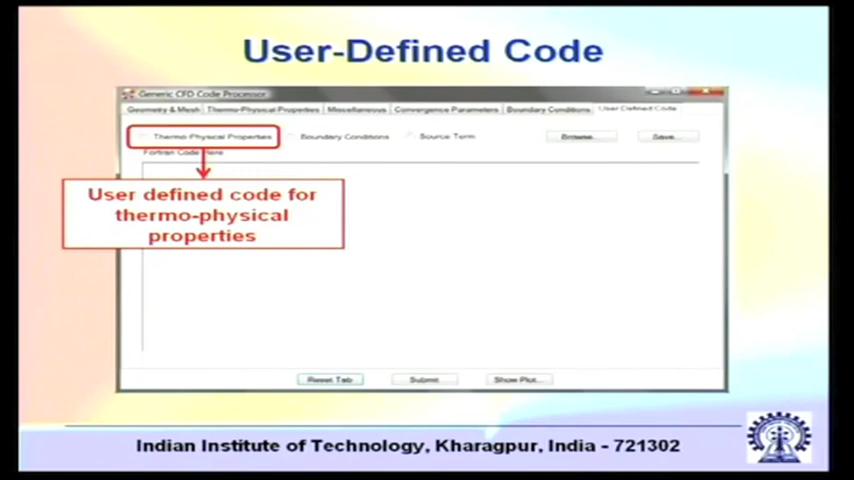 User-Defined Code
Generic CFD Code Processor
Geometry & Mesh Thermo-Physical Properties Miscellaneous Convergence Parameters Boundary Conditions User Defined Code
Thermo-Physical Properties Boundary Conditions Source Term Browse... Save...
Fortran Code Here
User defined code for
thermo-physical
properties
Reset Tab Submit Show Plot...
Indian Institute of Technology, Kharagpur, India - 721302